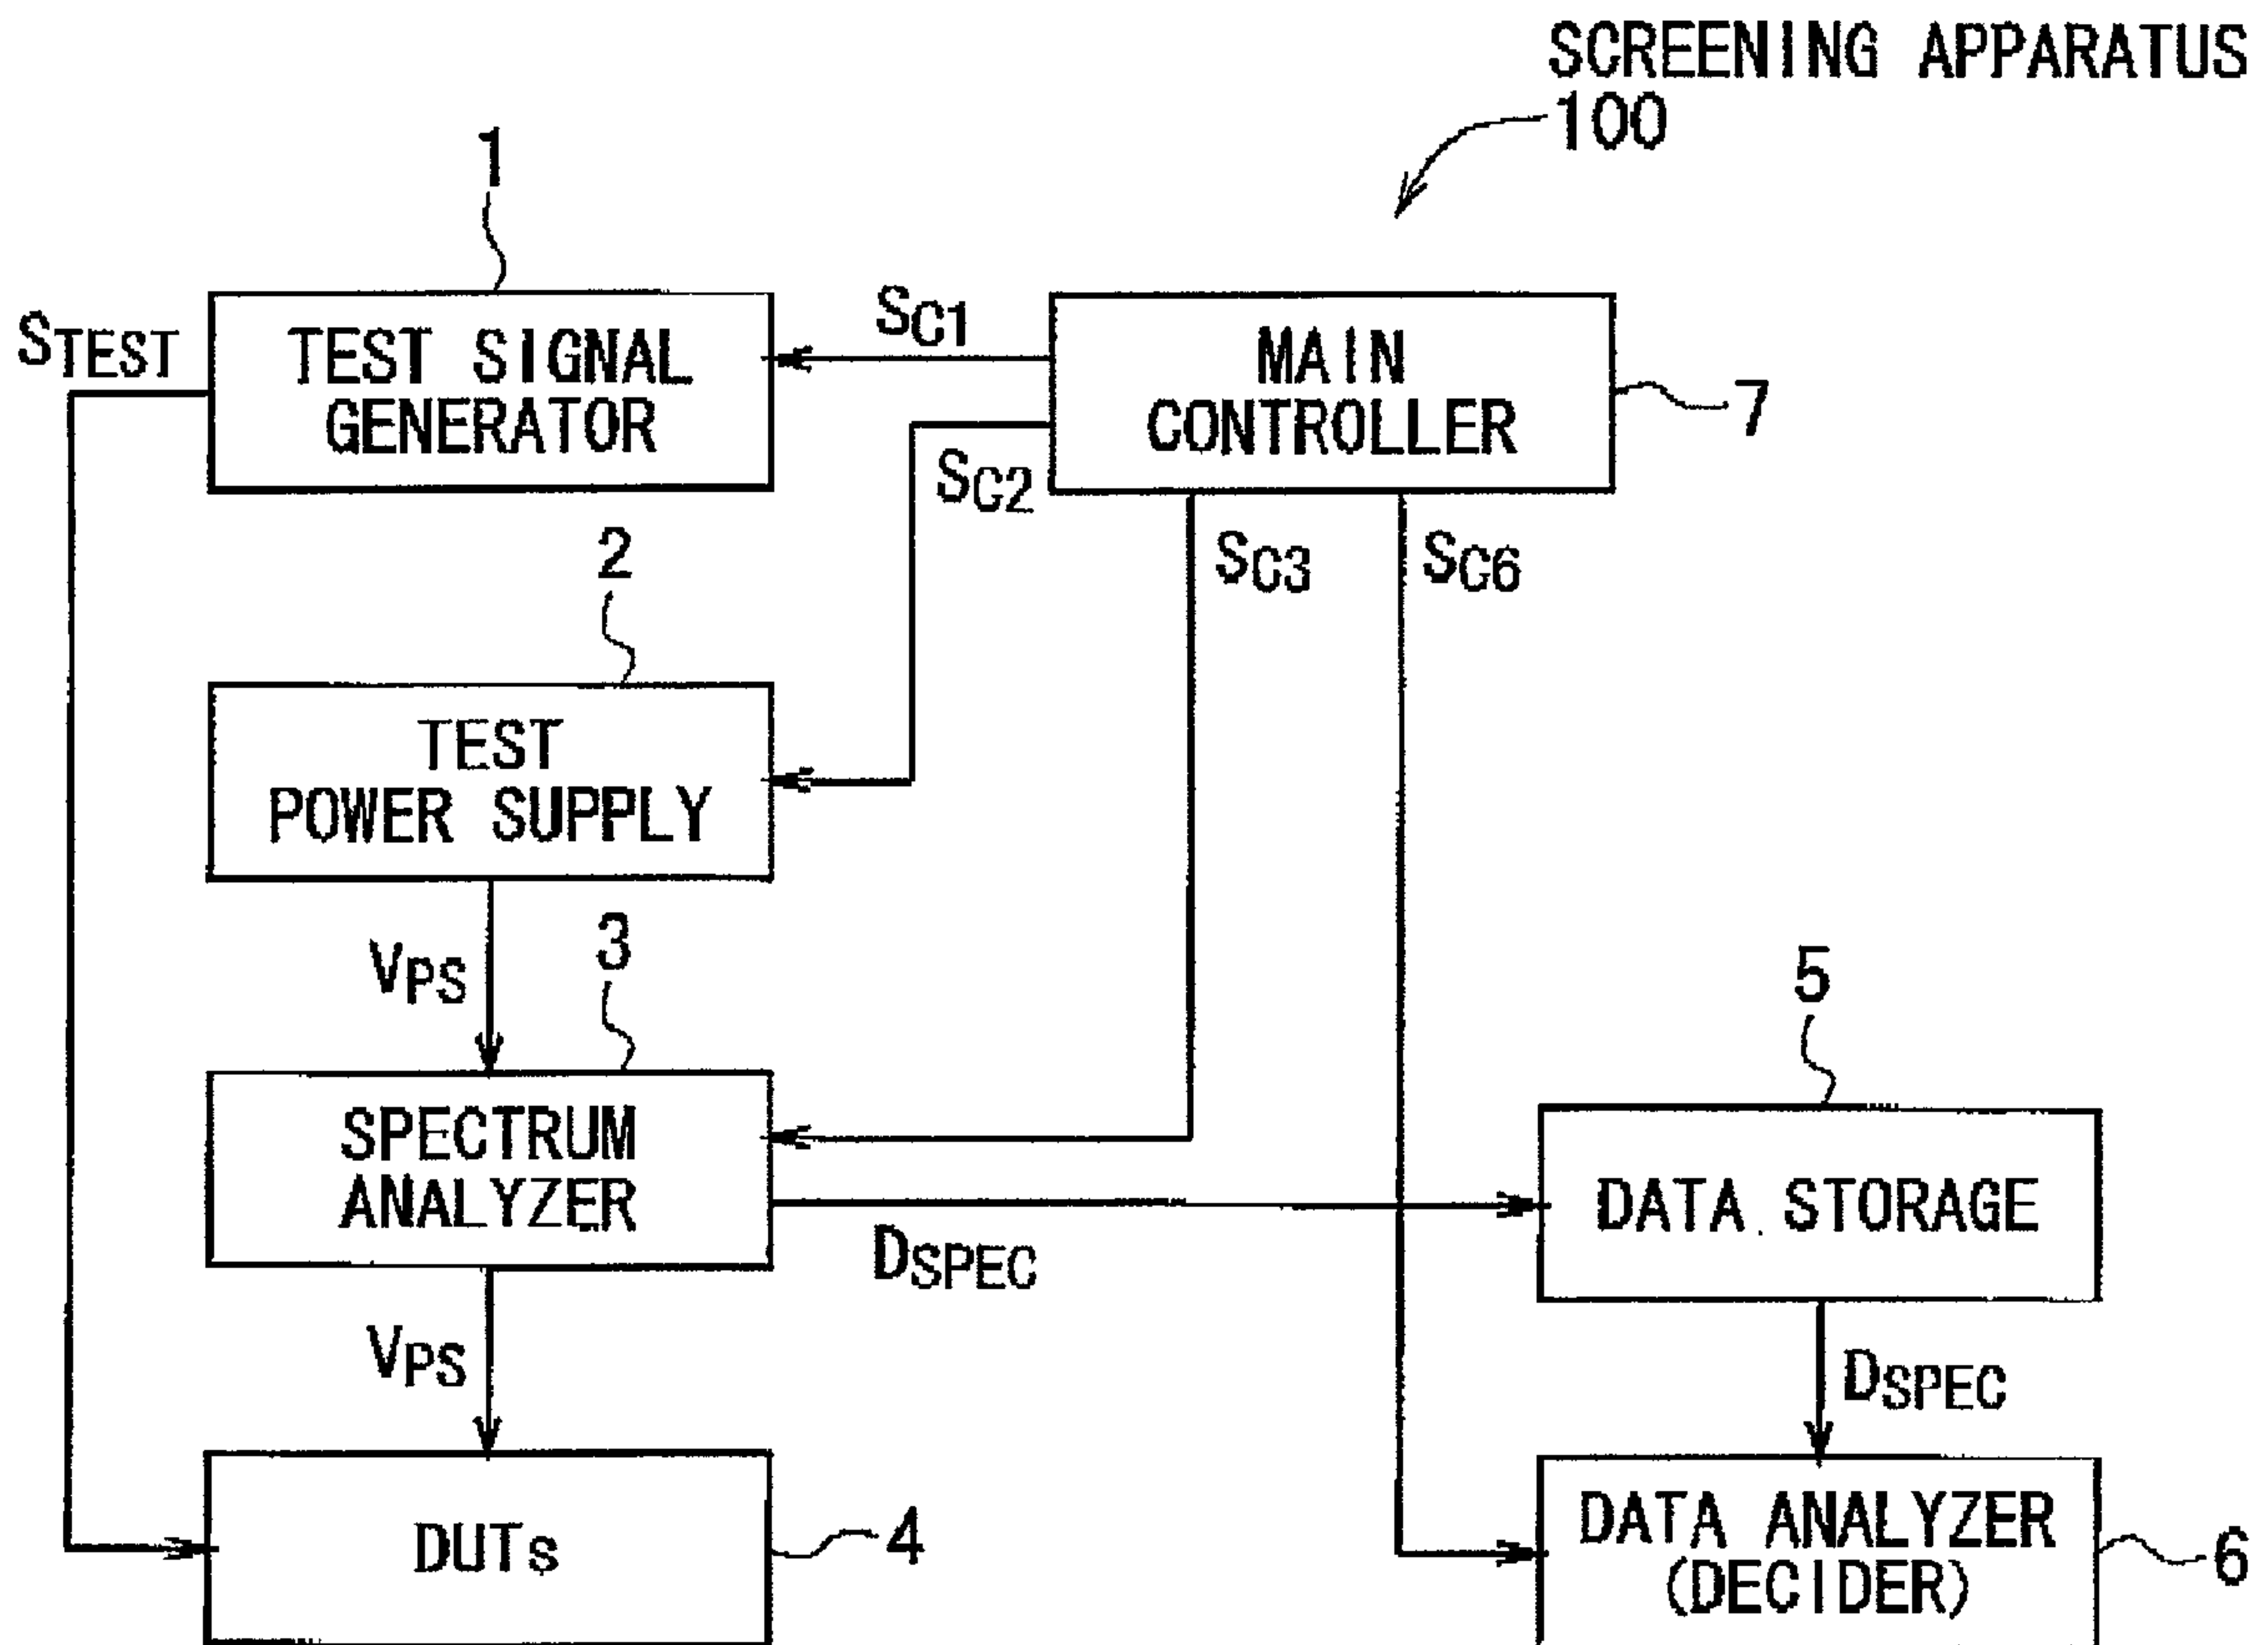 SCREENING APPARATUS
100
1
STEST
TEST SIGNAL
GENERATOR
SC1
MAIN
CONTROLLER
7
SC2
SC3
SC6
2
TEST
POWER SUPPLY
VPS
3
SPECTRUM
ANALYZER
DSPEC
5
DATA STORAGE
VPS
DSPEC
DUTs
4
DATA ANALYZER
(DECIDER)
6